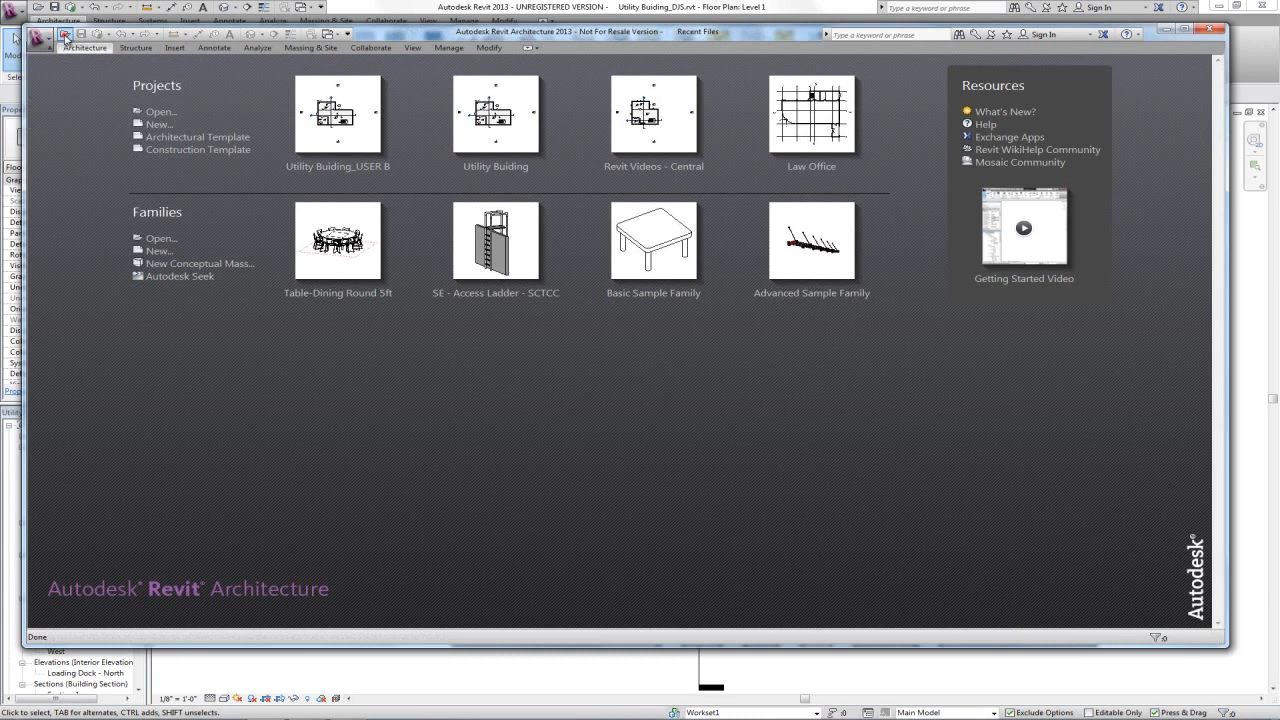 Autodesk Revit 2013 - UNREGISTERED VERSION - Utility Buiding_DJS.rvt - Floor Plan: Level 1
Type a keyword or phrase
Sign In
Autodesk Revit Architecture 2013 - Not For Resale Version - Recent Files
Type a keyword or phrase
Sign In
Architecture Structure Insert Annotate Analyze Massing & Site Collaborate View Manage Modify
Projects
Open...
New...
Architectural Template
Construction Template
Utility Buiding_USER B
Utility Buiding
Revit Videos - Central
Law Office
Families
Open...
New...
New Conceptual Mass...
Autodesk Seek
Table-Dining Round 5ft
SE - Access Ladder - SCTCC
Basic Sample Family
Advanced Sample Family
Resources
What's New?
Help
Exchange Apps
Revit WikiHelp Community
Mosaic Community
Getting Started Video
Autodesk® Revit® Architecture
Autodesk®
Done
:0
West
Elevations (Interior Elevation
Loading Dock - North
Sections (Building Section)
1/8" = 1'-0"
Click to select, TAB for alternates, CTRL adds, SHIFT unselects.
Workset1
:0
Main Model
Exclude Options
Editable Only
Press & Drag
:0